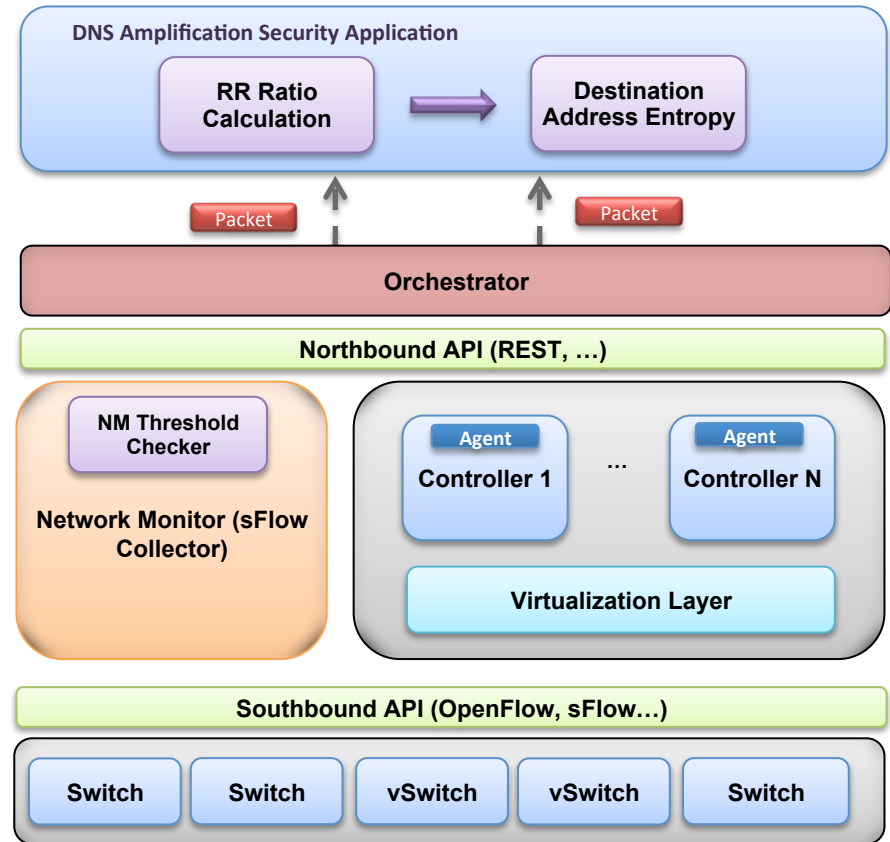 DNS Amplification Security Application
RR Ratio
Calculation
Destination
Address Entropy
Packet
Packet
Orchestrator
Northbound API (REST, ...)
NM Threshold
Checker
Network Monitor (sFlow
Collector)
Agent
Controller 1
...
Agent
Controller N
Virtualization Layer
Southbound API (OpenFlow, sFlow...)
Switch
Switch
vSwitch
vSwitch
Switch